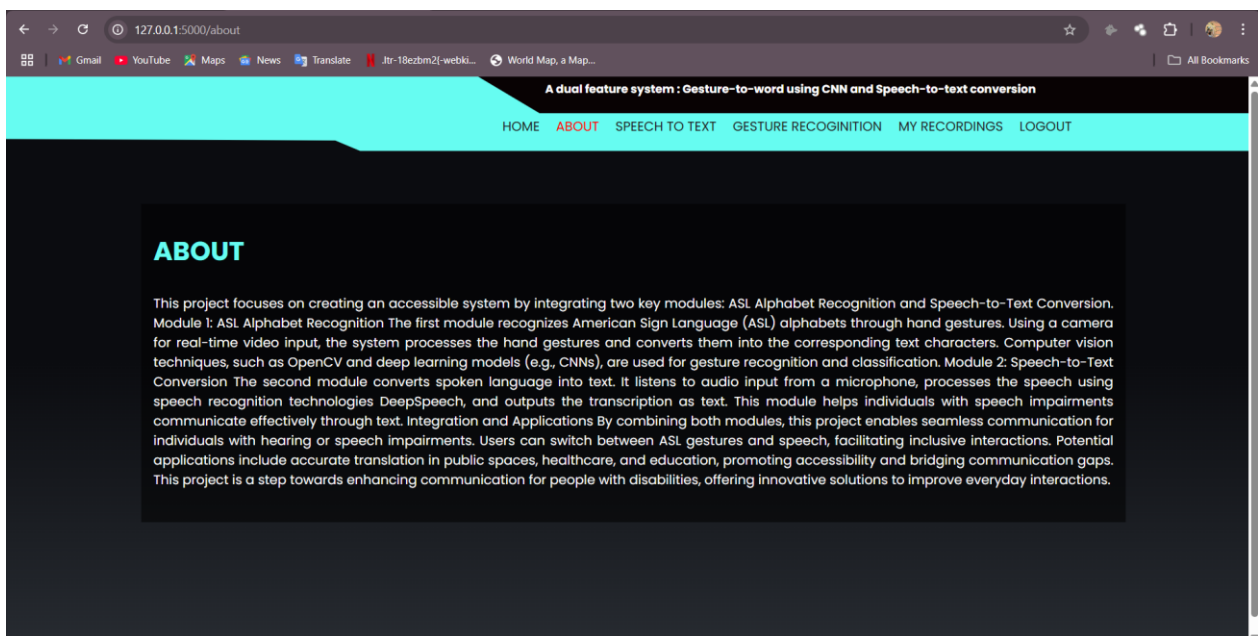 127.0.0.1:5000/about
Gmail YouTube Maps News Translate .ltr-18ezbm2{-webki... World Map, a Map... All Bookmarks
A dual feature system : Gesture-to-word using CNN and Speech-to-text conversion
HOME ABOUT SPEECH TO TEXT GESTURE RECOGINITION MY RECORDINGS LOGOUT
ABOUT
This project focuses on creating an accessible system by integrating two key modules: ASL Alphabet Recognition and Speech-to-Text Conversion.
Module 1: ASL Alphabet Recognition The first module recognizes American Sign Language (ASL) alphabets through hand gestures. Using a camera
for real-time video input, the system processes the hand gestures and converts them into the corresponding text characters. Computer vision
techniques, such as OpenCV and deep learning models (e.g., CNNs), are used for gesture recognition and classification. Module 2: Speech-to-Text
Conversion The second module converts spoken language into text. It listens to audio input from a microphone, processes the speech using
speech recognition technologies DeepSpeech, and outputs the transcription as text. This module helps individuals with speech impairments
communicate effectively through text. Integration and Applications By combining both modules, this project enables seamless communication for
individuals with hearing or speech impairments. Users can switch between ASL gestures and speech, facilitating inclusive interactions. Potential
applications include accurate translation in public spaces, healthcare, and education, promoting accessibility and bridging communication gaps.
This project is a step towards enhancing communication for people with disabilities, offering innovative solutions to improve everyday interactions.